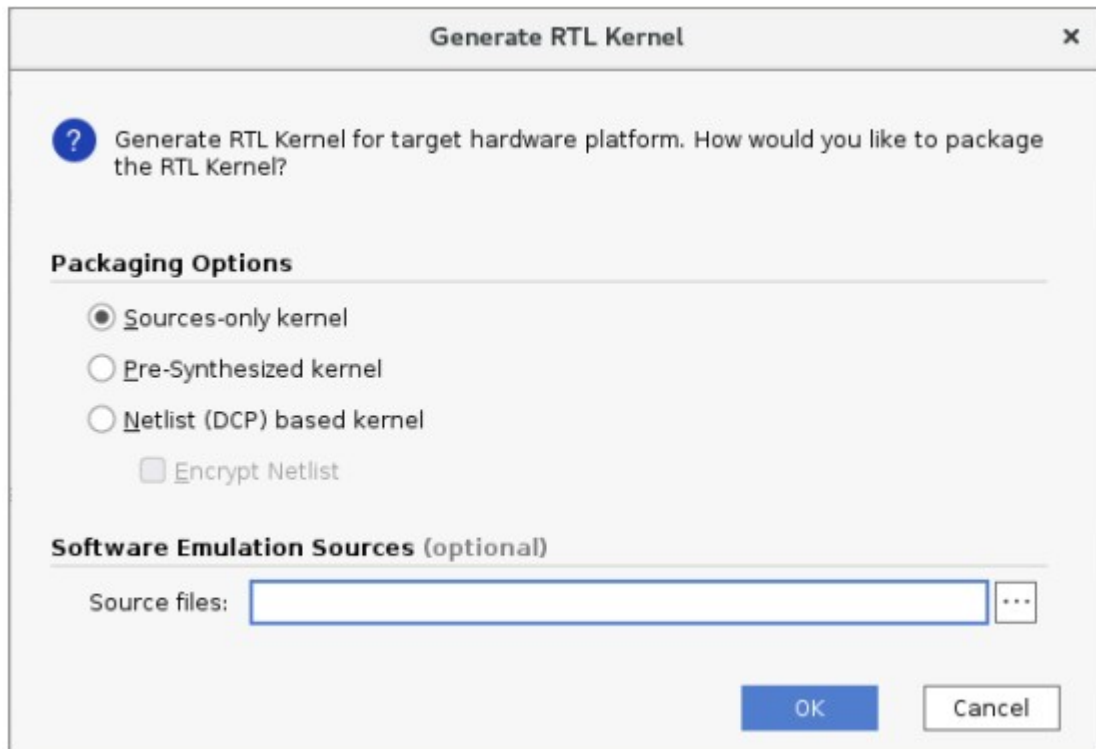 Generate RTL Kernel ×
? Generate RTL Kernel for target hardware platform. How would you like to package
the RTL Kernel?
Packaging Options
Sources-only kernel
Pre-Synthesized kernel
Netlist (DCP) based kernel
Encrypt Netlist
Software Emulation Sources (optional)
Source files: ...
OK Cancel